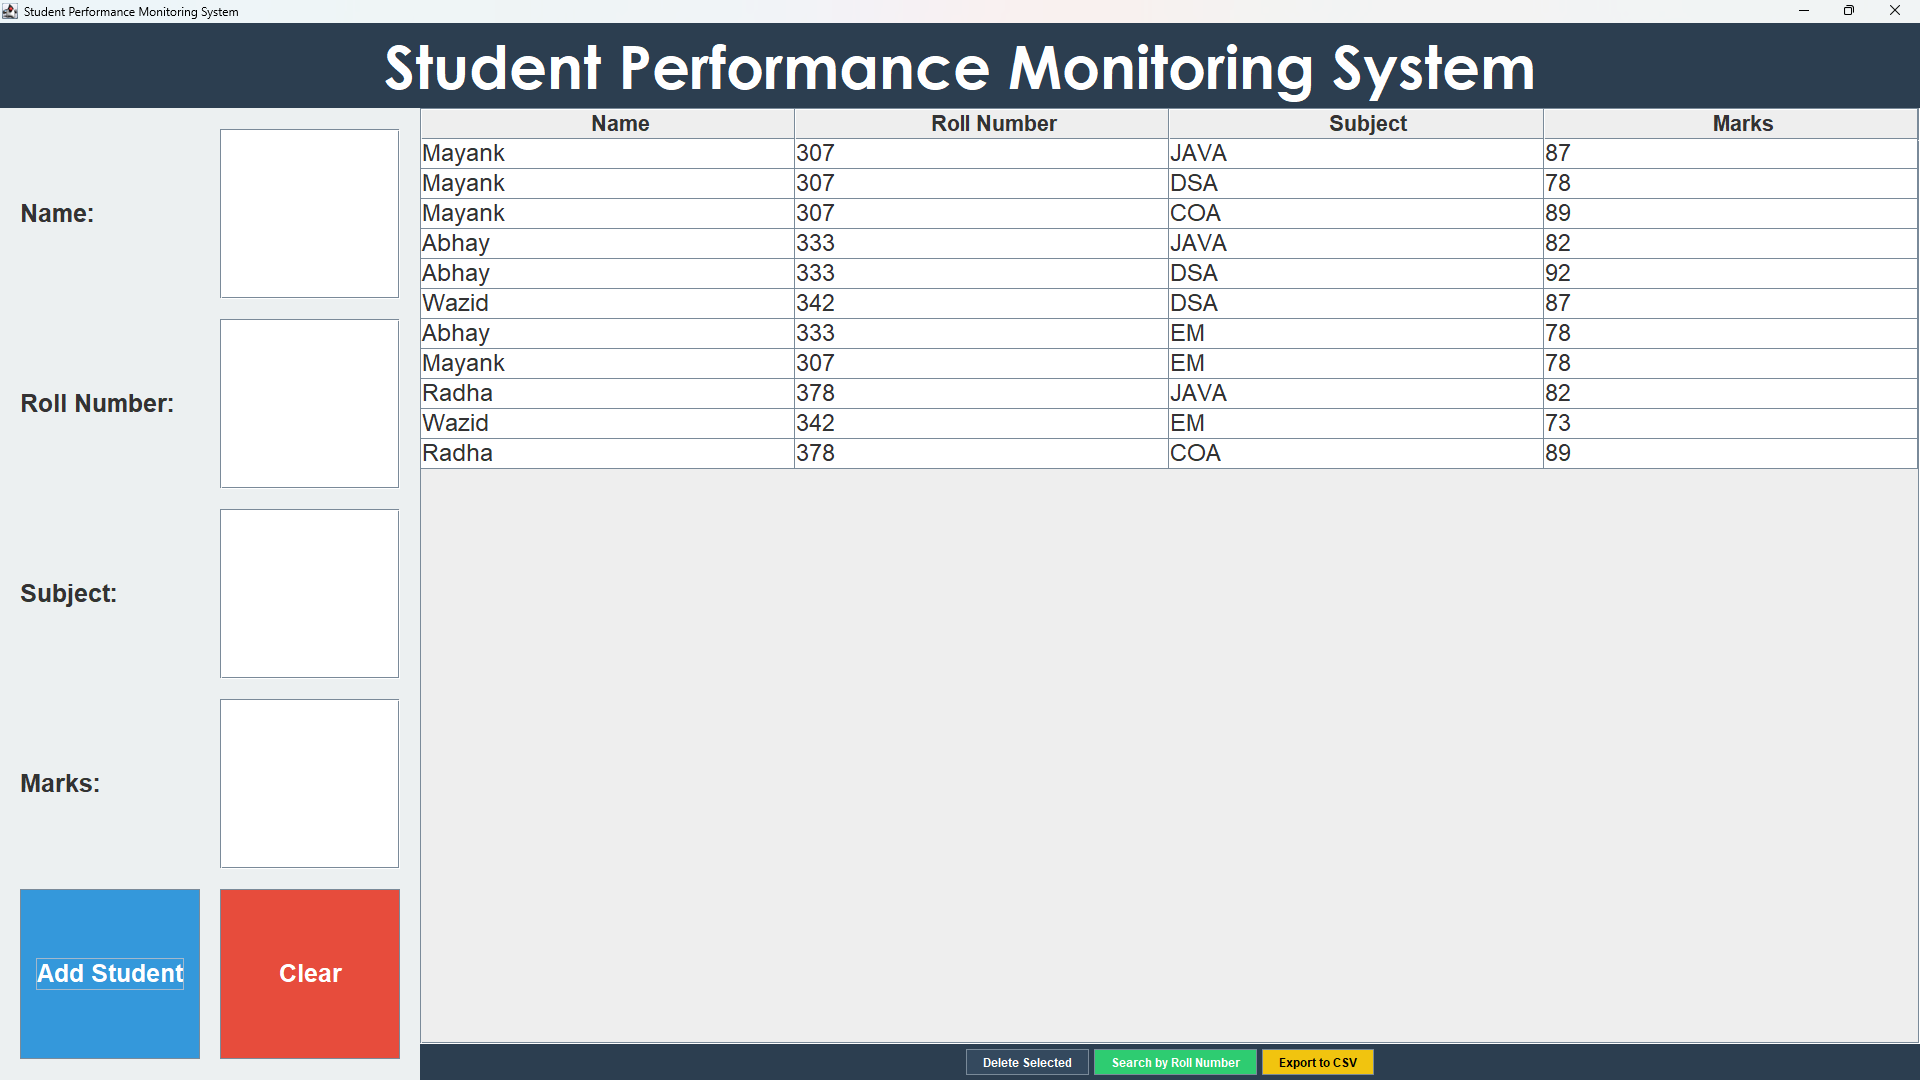 Student Performance Monitoring System
Student Performance Monitoring System
Name:
Roll Number:
Subject:
Marks:
Add Student Clear
Name Roll Number Subject Marks
Mayank 307 JAVA 87
Mayank 307 DSA 78
Mayank 307 COA 89
Abhay 333 JAVA 82
Abhay 333 DSA 92
Wazid 342 DSA 87
Abhay 333 EM 78
Mayank 307 EM 78
Radha 378 JAVA 82
Wazid 342 EM 73
Radha 378 COA 89
Delete Selected Search by Roll Number Export to CSV